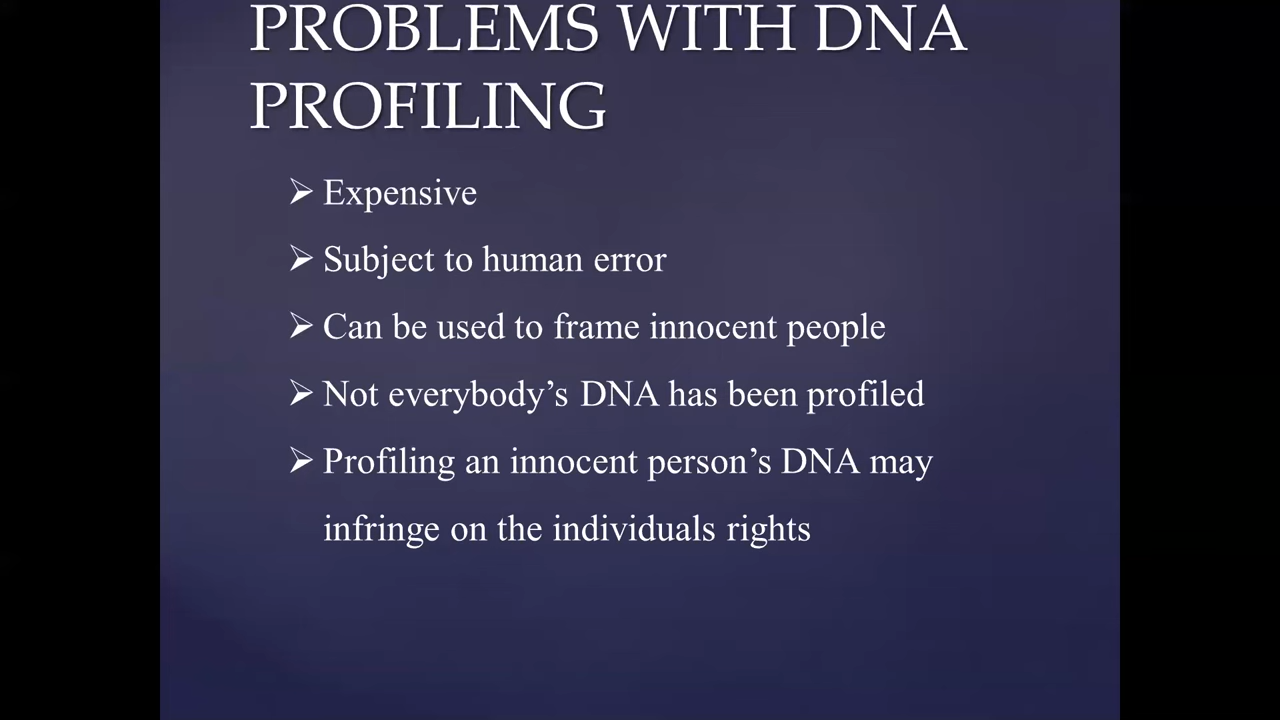 PROBLEMS WITH DNA
PROFILING
➢ Expensive
➢ Subject to human error
➢ Can be used to frame innocent people
➢ Not everybody’s DNA has been profiled
➢ Profiling an innocent person’s DNA may
infringe on the individuals rights